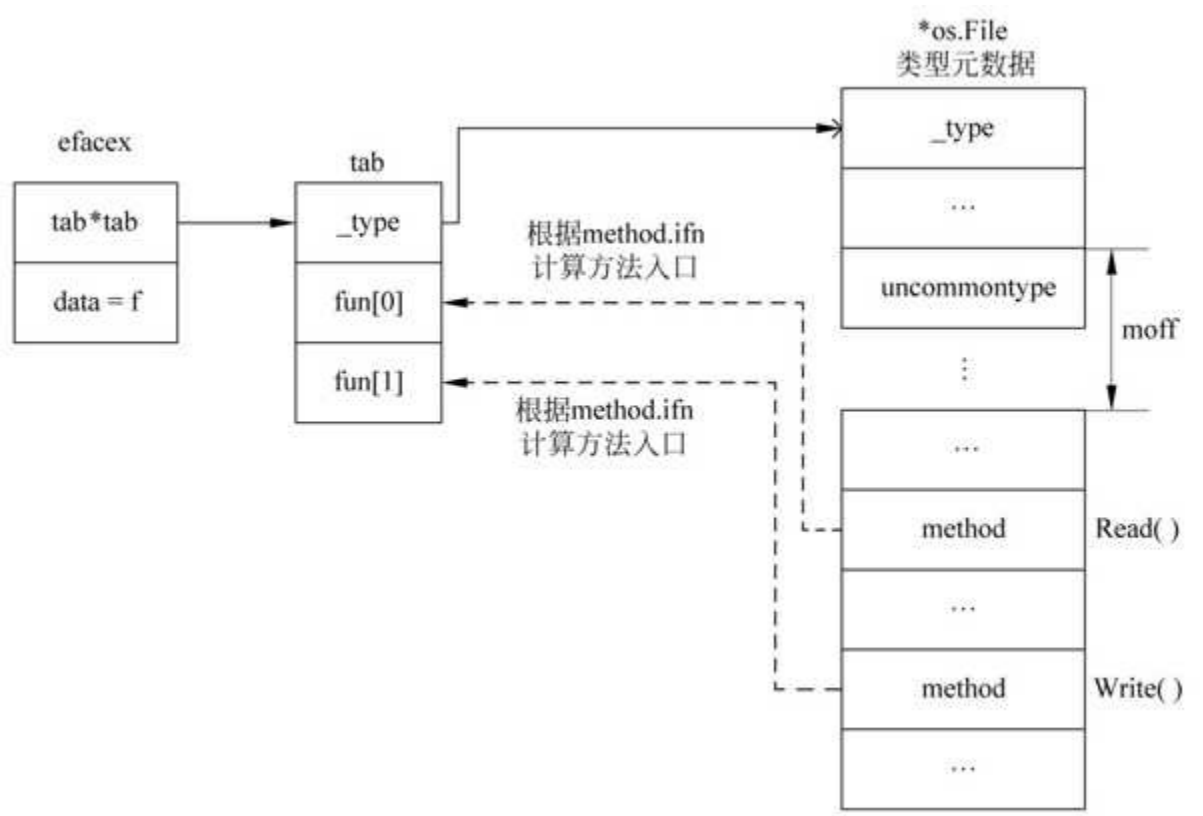 *os.File
类型元数据
_type
…
uncommontype
⋮
moff
…
method
Read( )
…
method
Write( )
…
efacex
tab*tab
data = f
tab
_type
fun[0]
fun[1]
根据method.ifn
计算方法入口
根据method.ifn
计算方法入口